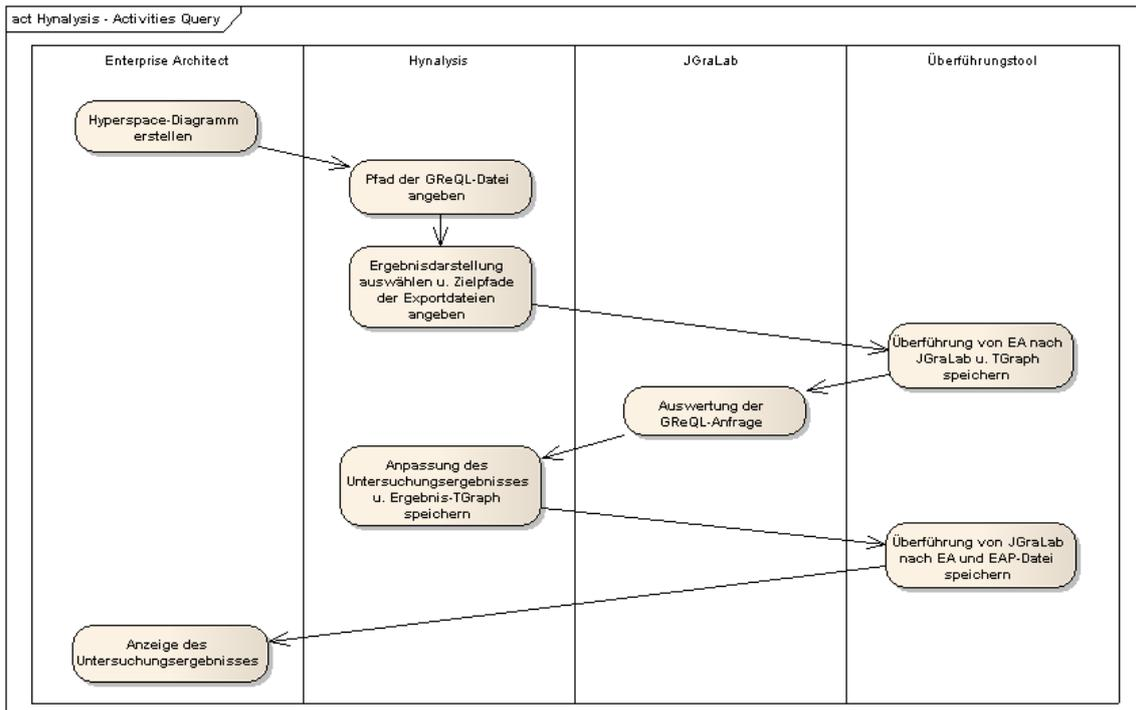 act Hynalysis - Activities Query
Enterprise Architect
Hynalysis
JGraLab
Überführungstool
Hyperspace-Diagramm
erstellen
Pfad der GReQL-Datei
angeben
Ergebnisdarstellung
auswählen u. Zielpfade
der Exportdateien
angeben
Überführung von EA nach
JGraLab u. TGraph
speichern
Auswertung der
GReQL-Anfrage
Anpassung des
Untersuchungsergebnisses
u. Ergebnis-TGraph
speichern
Überführung von JGraLab
nach EA und EAP-Datei
speichern
Anzeige des
Untersuchungsergebnisses